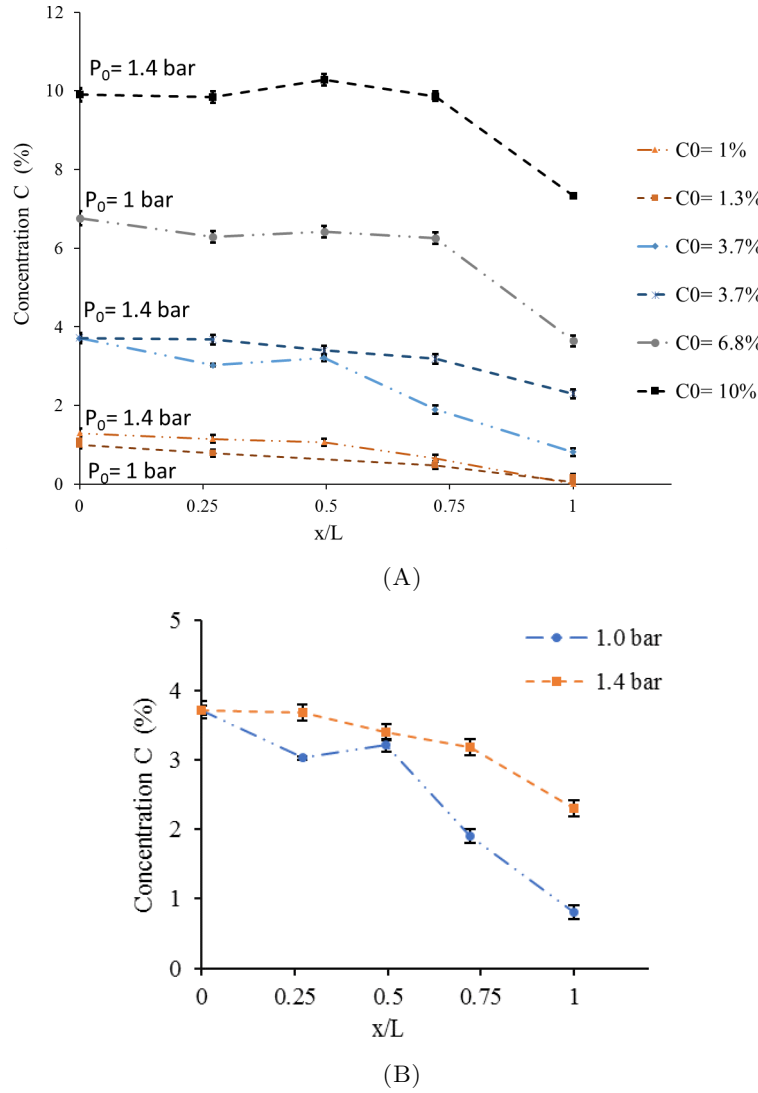 12
10
8
6
4
2
0
Concentration C (%)
P₀= 1.4 bar
P₀= 1 bar
P₀= 1.4 bar
P₀= 1.4 bar
P₀= 1 bar
0 0.25 0.5 0.75 1
x/L
C0= 1%
C0= 1.3%
C0= 3.7%
C0= 3.7%
C0= 6.8%
C0= 10%
(A)
5
4
3
2
1
0
Concentration C (%)
1.0 bar
1.4 bar
0 0.25 0.5 0.75 1
x/L
(B)